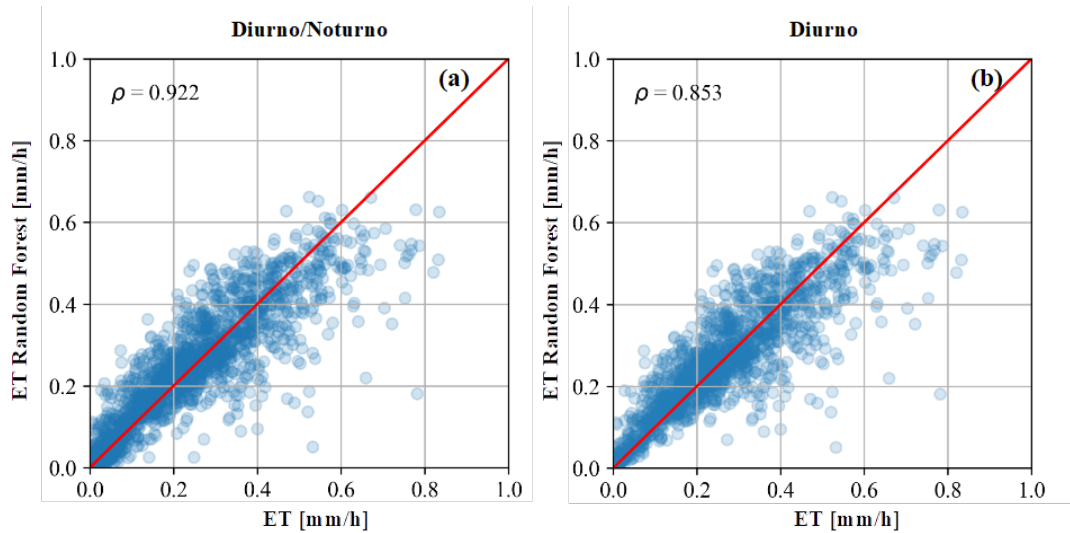 Diurno/Noturno
(a)
ρ = 0.922
ET Random Forest [mm/h]
1.0
0.8
0.6
0.4
0.2
0.0
0.0 0.2 0.4 0.6 0.8 1.0
ET [mm/h]
Diurno
(b)
ρ = 0.853
ET Random Forest [mm/h]
1.0
0.8
0.6
0.4
0.2
0.0
0.0 0.2 0.4 0.6 0.8 1.0
ET [mm/h]